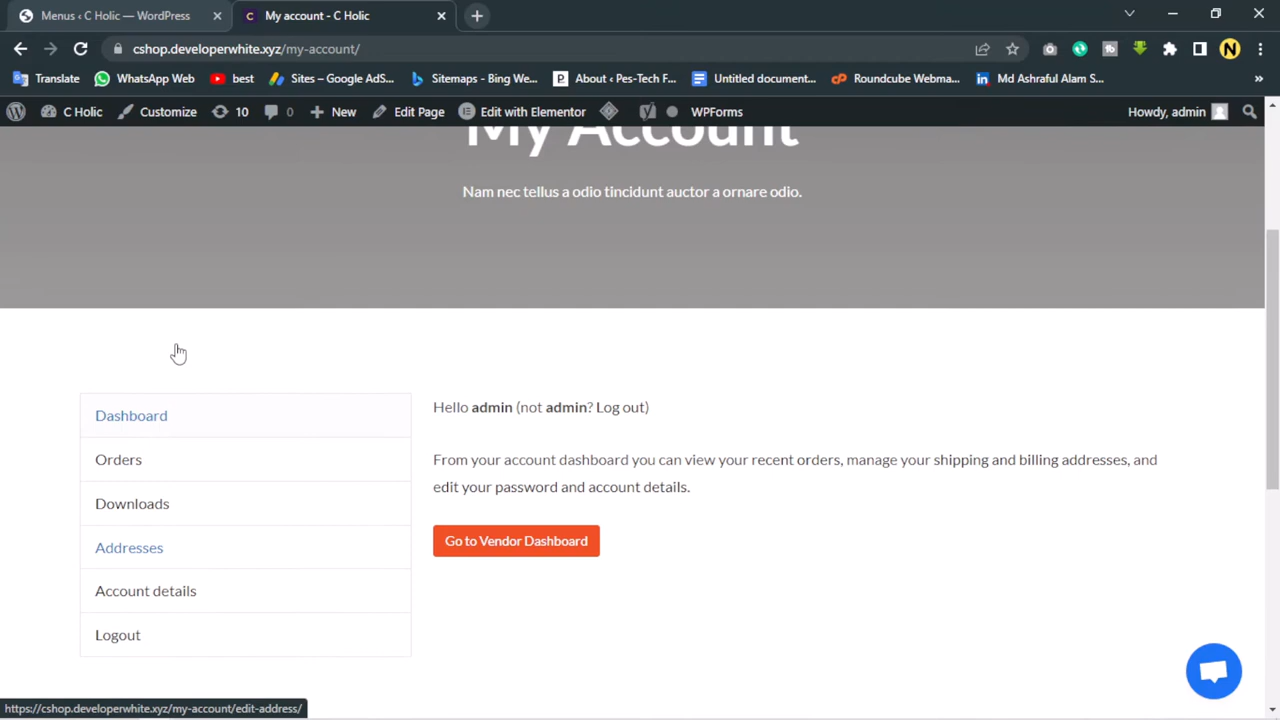 Menus ‹ C Holic — WordPress
My account - C Holic
cshop.developerwhite.xyz/my-account/
N
Translate
WhatsApp Web
best
Sites – Google AdS...
Sitemaps - Bing We...
About ‹ Pes-Tech F...
Untitled document...
Roundcube Webma...
Md Ashraful Alam S...
»
C Holic
Customize
10
0
New
Edit Page
Edit with Elementor
WPForms
Howdy, admin
My Account
Nam nec tellus a odio tincidunt auctor a ornare odio.
Dashboard
Orders
Downloads
Addresses
Account details
Logout
Hello admin (not admin? Log out)
From your account dashboard you can view your recent orders, manage your shipping and billing addresses, and
edit your password and account details.
Go to Vendor Dashboard
https://cshop.developerwhite.xyz/my-account/edit-address/